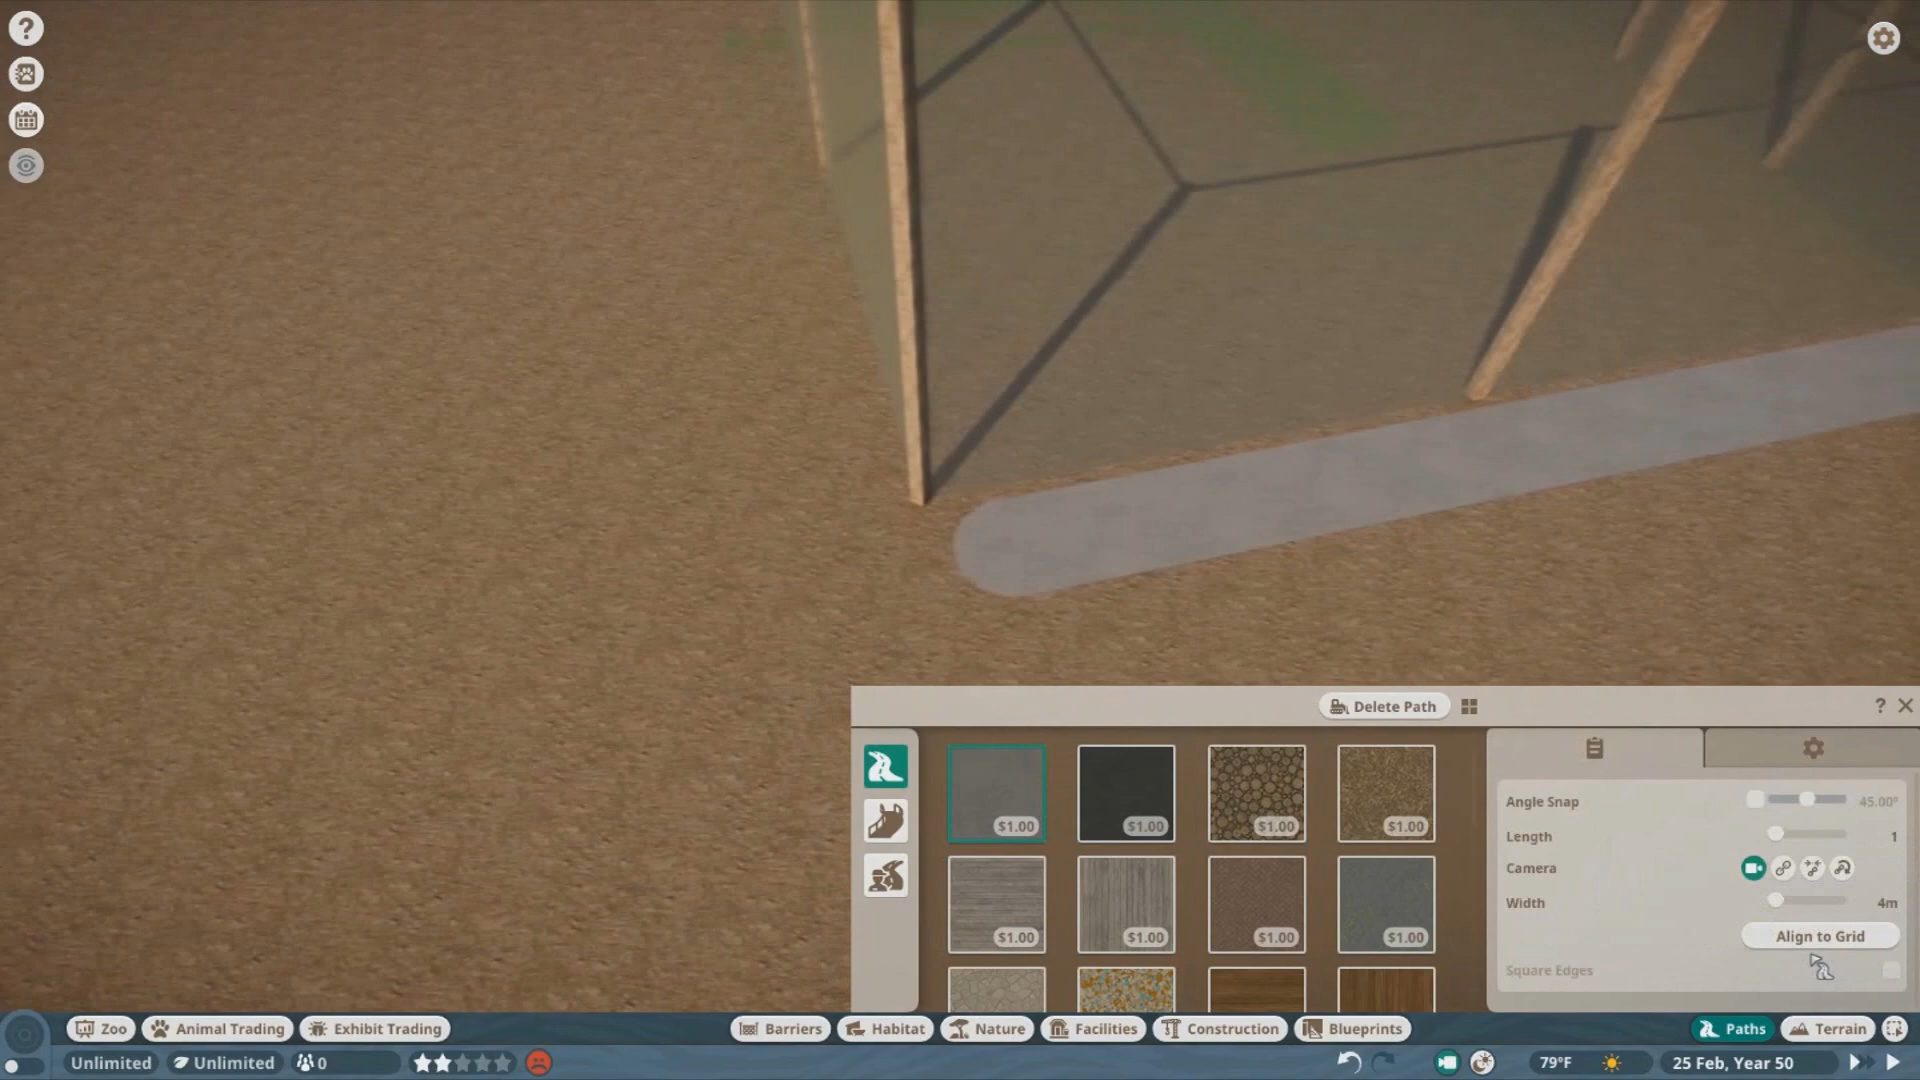 ?
Delete Path
?
Angle Snap 45.00°
Length 1
Camera
Width 4m
Align to Grid
Square Edges
$1.00 $1.00 $1.00 $1.00
$1.00 $1.00 $1.00 $1.00
Zoo Animal Trading Exhibit Trading Barriers Habitat Nature Facilities Construction Blueprints Paths Terrain
Unlimited Unlimited 0 79°F 25 Feb, Year 50